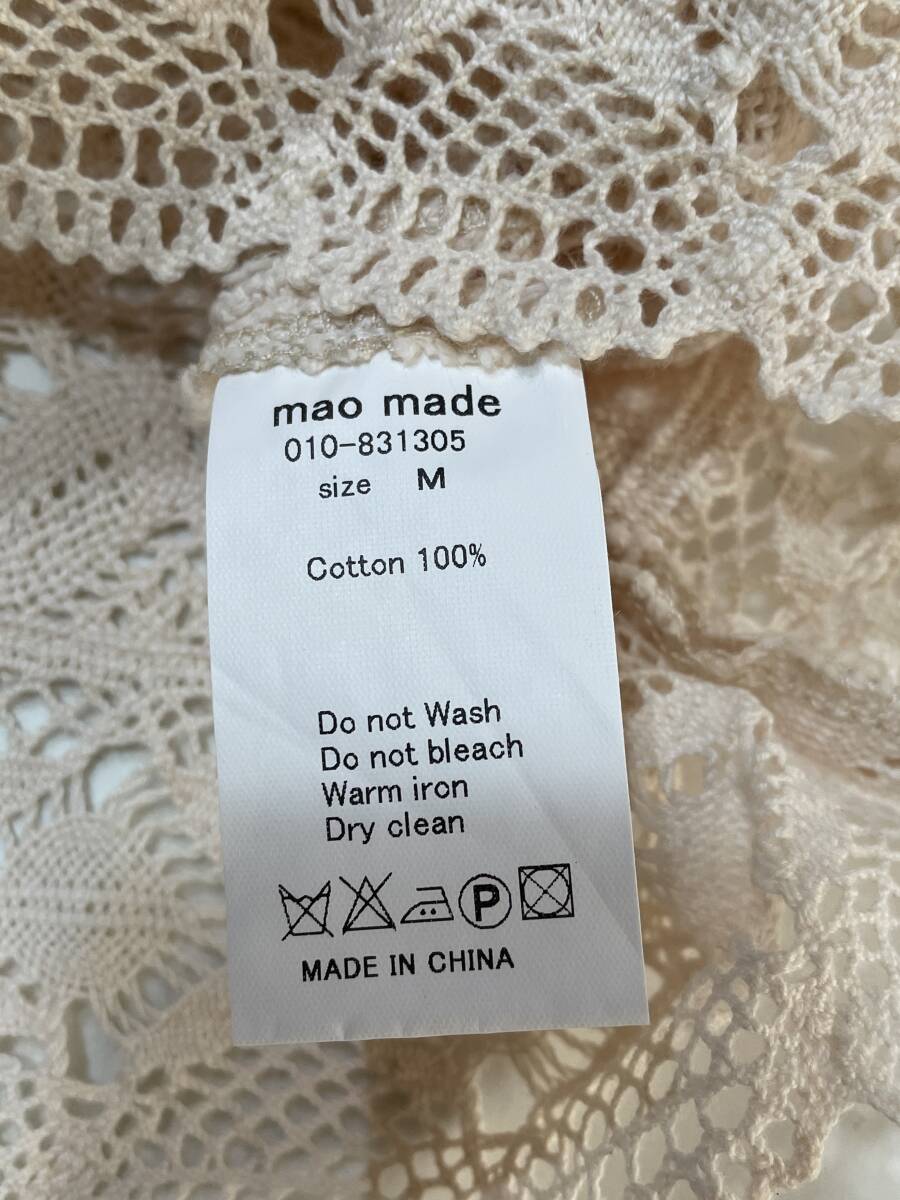 mao made
010-831305
size M
Cotton 100%
Do not Wash
Do not bleach
Warm iron
Dry clean
P
MADE IN CHINA